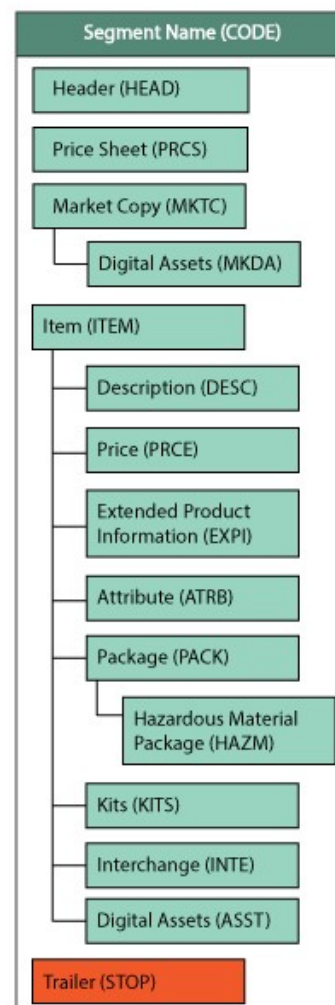 Segment Name (CODE)
Header (HEAD)
Price Sheet (PRCS)
Market Copy (MKTC)
Digital Assets (MKDA)
Item (ITEM)
Description (DESC)
Price (PRCE)
Extended Product
Information (EXPI)
Attribute (ATRB)
Package (PACK)
Hazardous Material
Package (HAZM)
Kits (KITS)
Interchange (INTE)
Digital Assets (ASST)
Trailer (STOP)